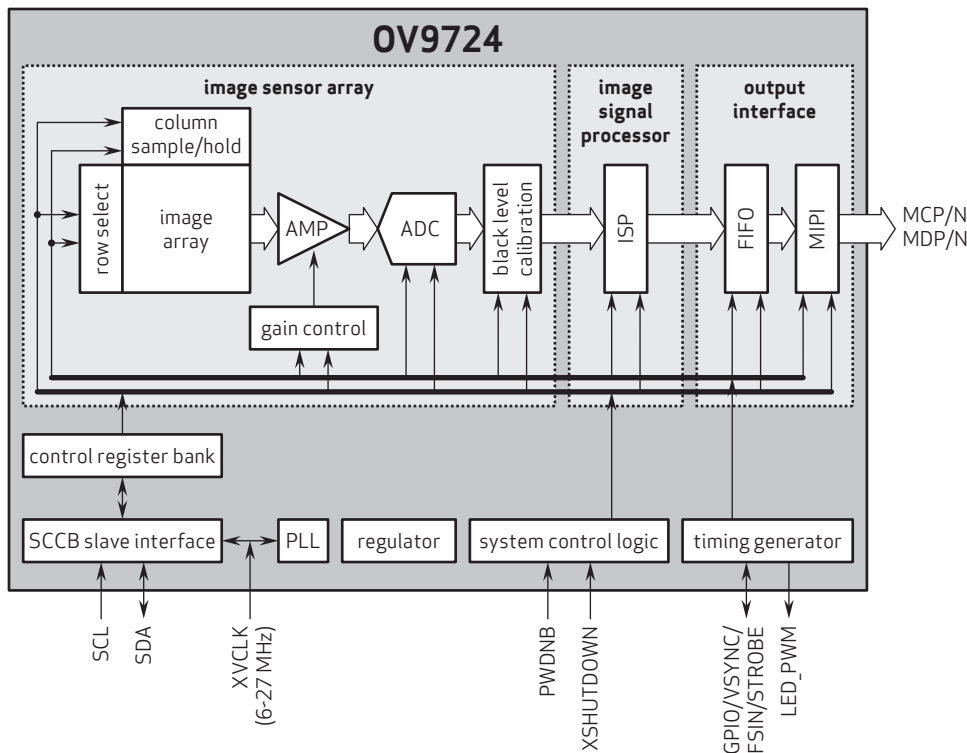 OV9724
image sensor array
image
signal
processor
output
interface
column
sample/hold
row select
image
array
AMP
ADC
black level
calibration
ISP
FIFO
MIPI
MCP/N
MDP/N
gain control
control register bank
SCCB slave interface
PLL
regulator
system control logic
timing generator
SCL
SDA
XVCLK
(6-27 MHz)
PWDNB
XSHUTDOWN
GPIO/VSYNC/
FSIN/STROBE
LED_PWM